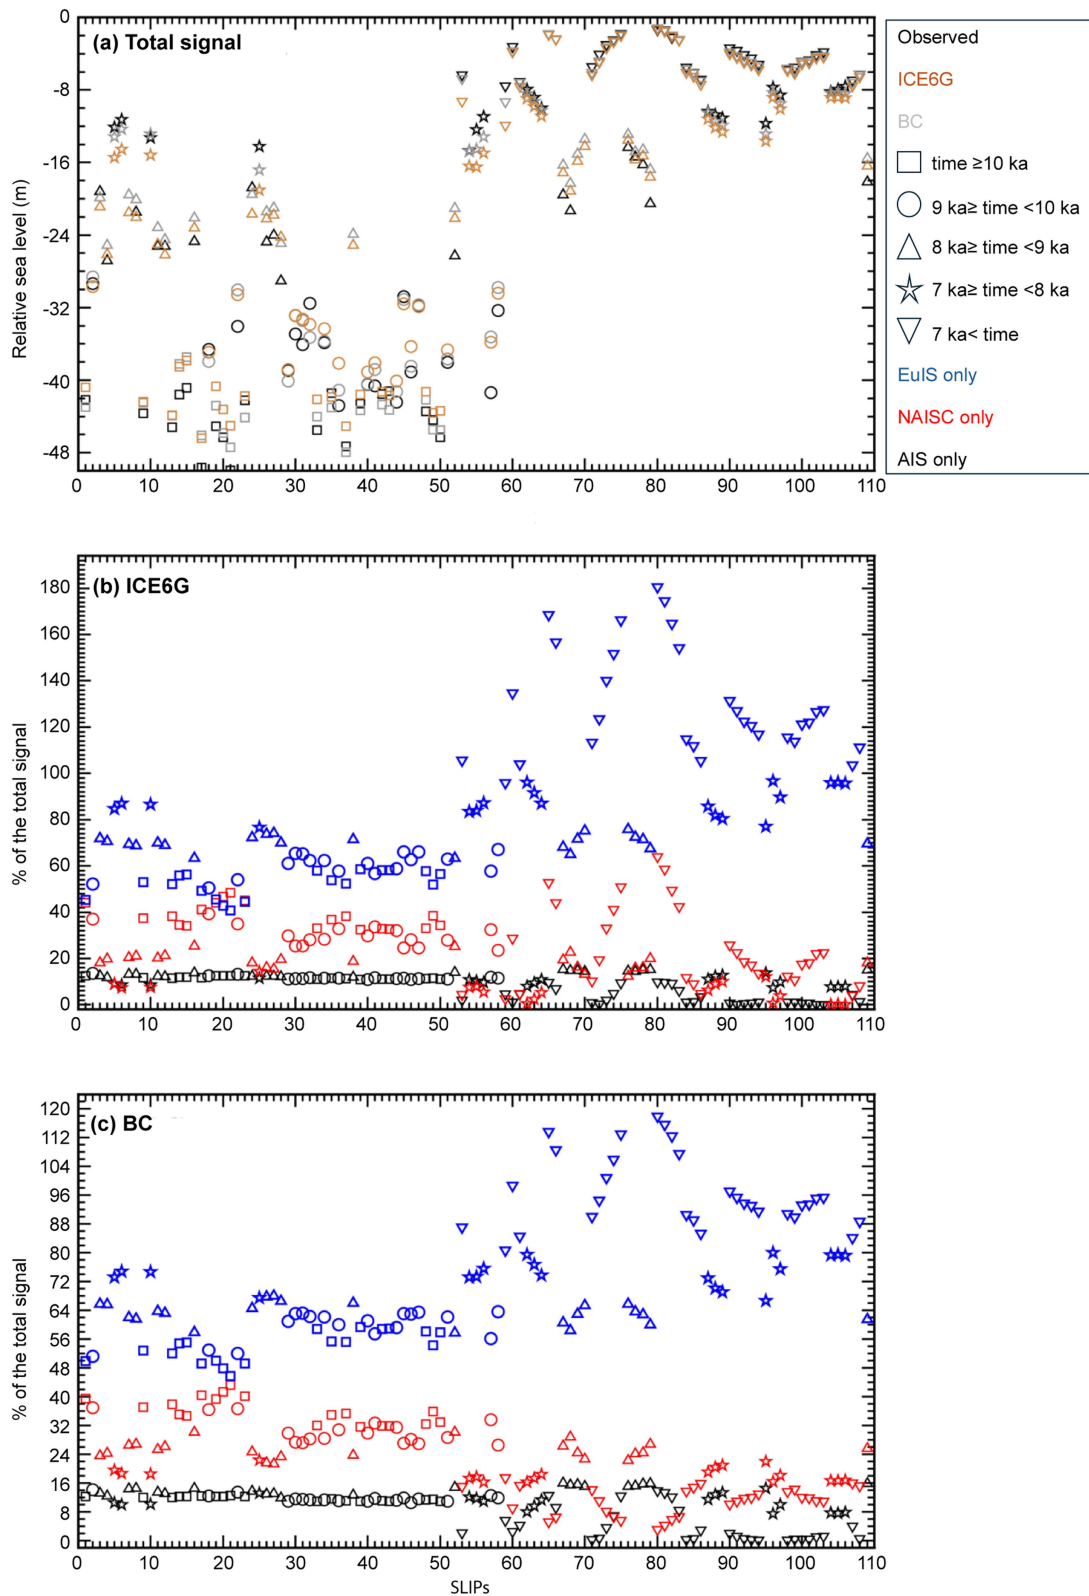 (a) Total signal
0
-8
-16
-24
-32
-40
-48
Relative sea level (m)
0 10 20 30 40 50 60 70 80 90 100 110
Observed
ICE6G
BC
time ≥10 ka
9 ka≥ time <10 ka
8 ka≥ time <9 ka
7 ka≥ time <8 ka
7 ka< time
EuIS only
NAISC only
AIS only
(b) ICE6G
180
160
140
120
100
80
60
40
20
0
% of the total signal
0 10 20 30 40 50 60 70 80 90 100 110
(c) BC
120
112
104
96
88
80
72
64
56
48
40
32
24
16
8
0
% of the total signal
0 10 20 30 40 50 60 70 80 90 100 110
SLIPs